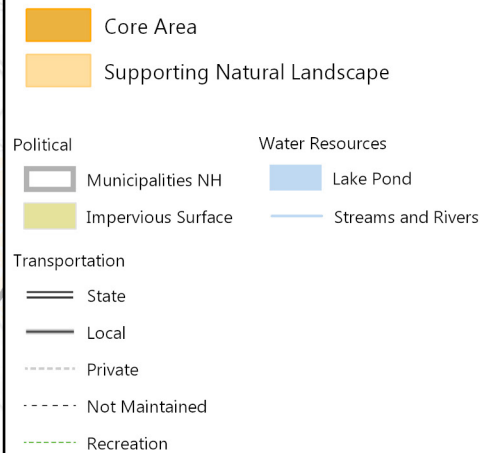 Core Area
Supporting Natural Landscape
Political
Municipalities NH
Impervious Surface
Water Resources
Lake Pond
Streams and Rivers
Transportation
State
Local
Private
Not Maintained
Recreation